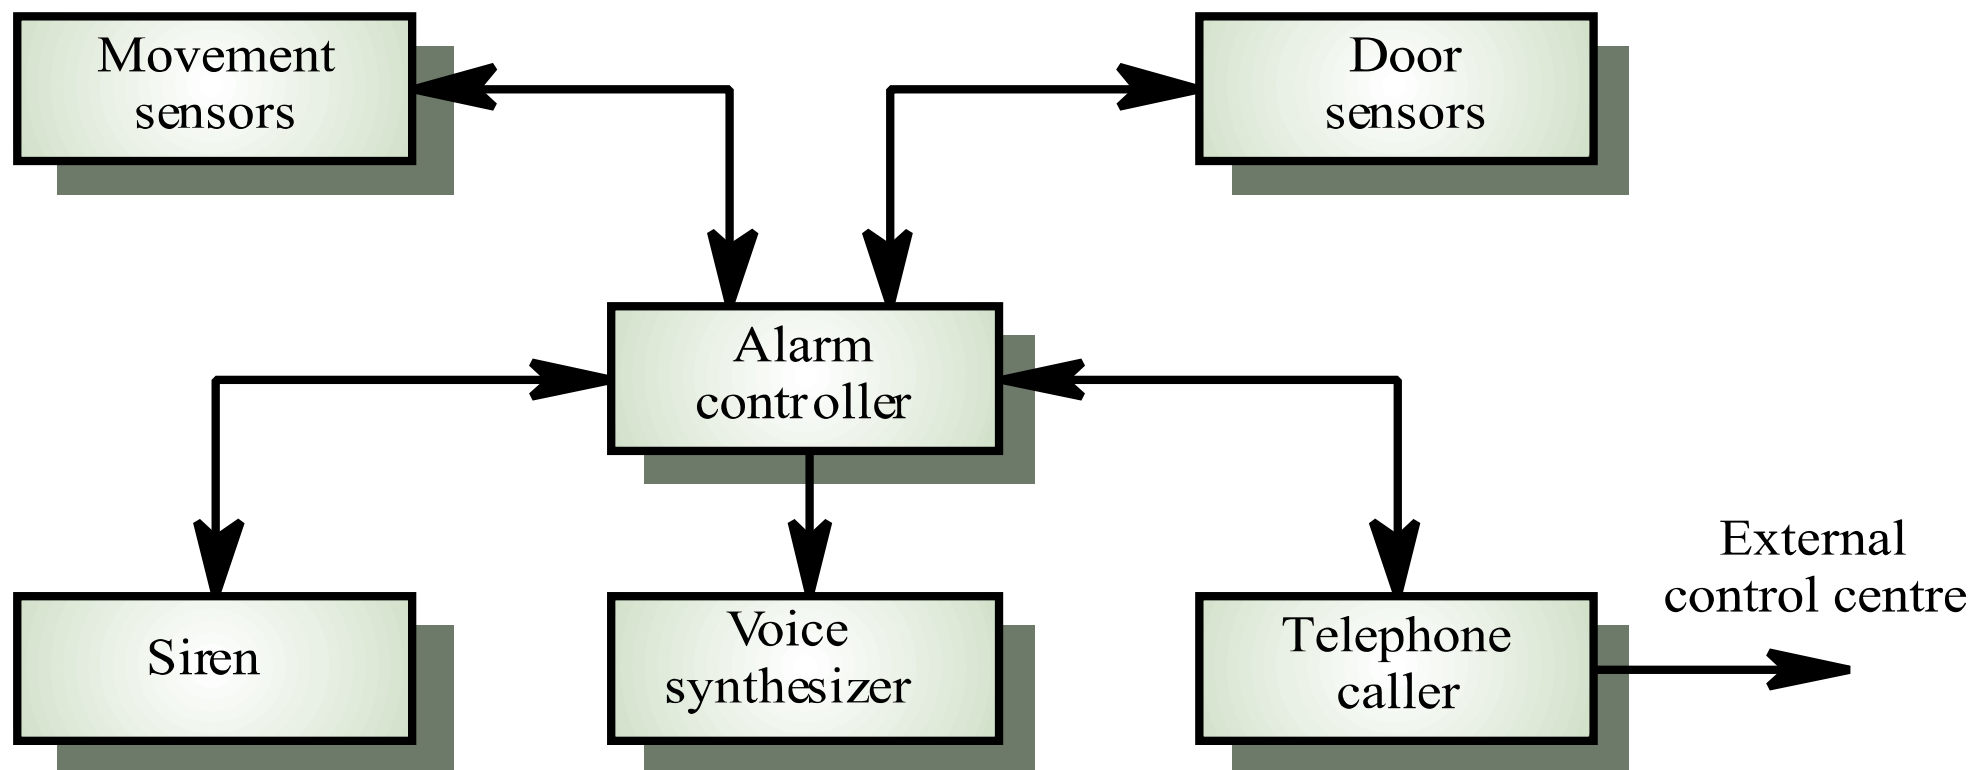 Movement
sensors
Door
sensors
Alarm
controller
Siren
Voice
synthesizer
Telephone
caller
External
control centre